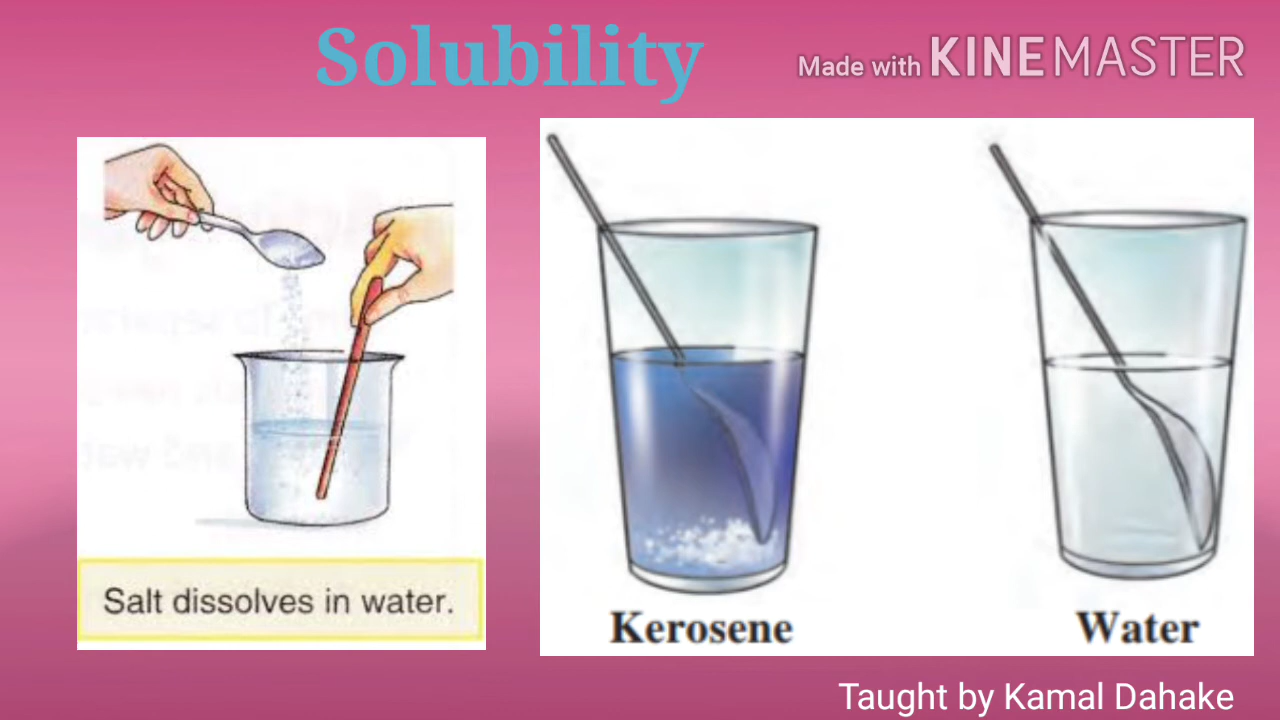 Solubility
Made with KINEMASTER
Salt dissolves in water.
Kerosene
Water
Taught by Kamal Dahake